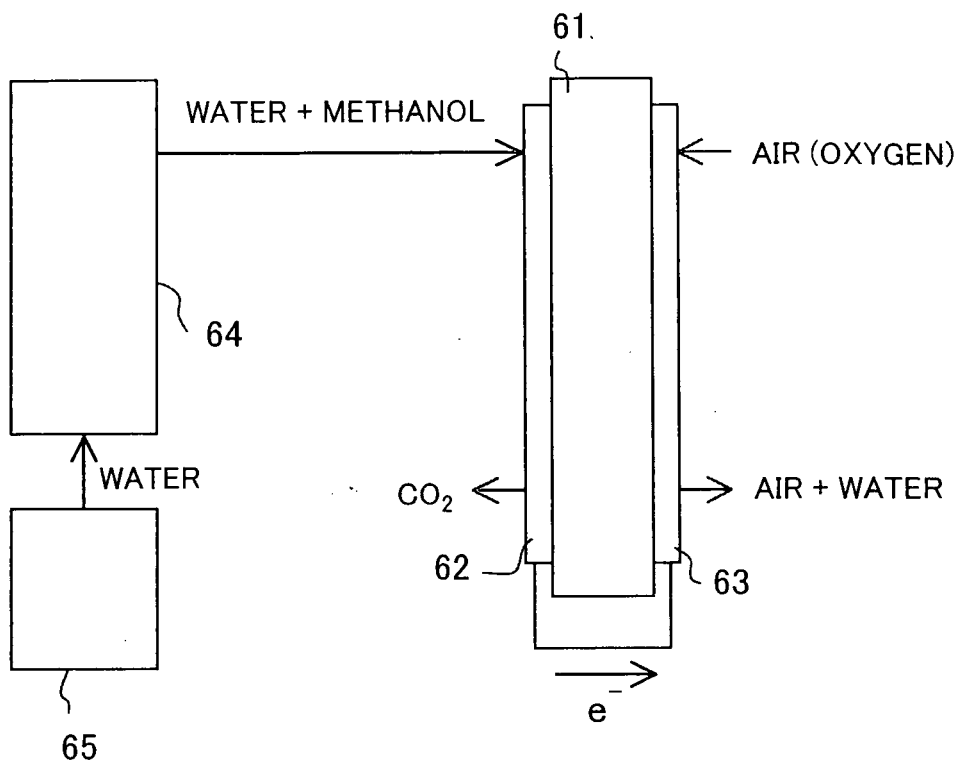 61
WATER + METHANOL
AIR (OXYGEN)
64
WATER
CO₂
AIR + WATER
62
63
65
e⁻